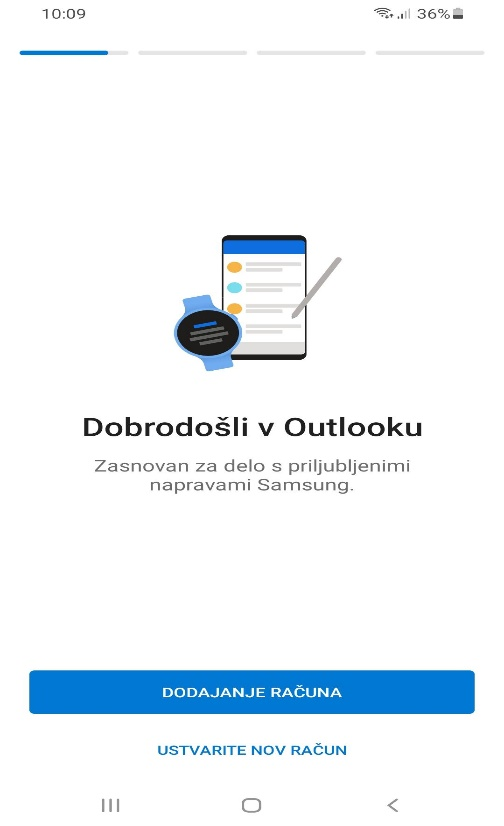 10:09
36%
Dobrodošli v Outlooku
Zasnovan za delo s priljubljenimi
napravami Samsung.
DODAJANJE RAČUNA
USTVARITE NOV RAČUN